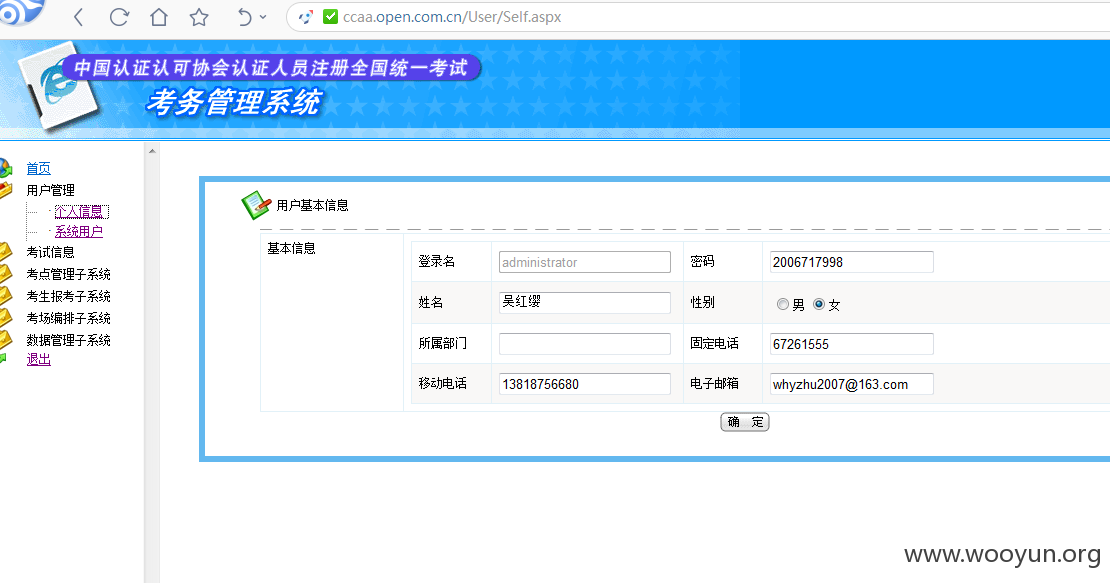 ccaa.open.com.cn/User/Self.aspx
中国认证认可协会认证人员注册全国统一考试
考务管理系统
首页
用户管理
个人信息
系统用户
考试信息
考点管理子系统
考生报考子系统
考场编排子系统
数据管理子系统
退出
用户基本信息
基本信息
登录名 administrator 密码 2006717998
姓名 吴红缨 性别 男 女
所属部门 固定电话 67261555
移动电话 13818756680 电子邮箱 whyzhu2007@163.com
确 定
www.wooyun.org